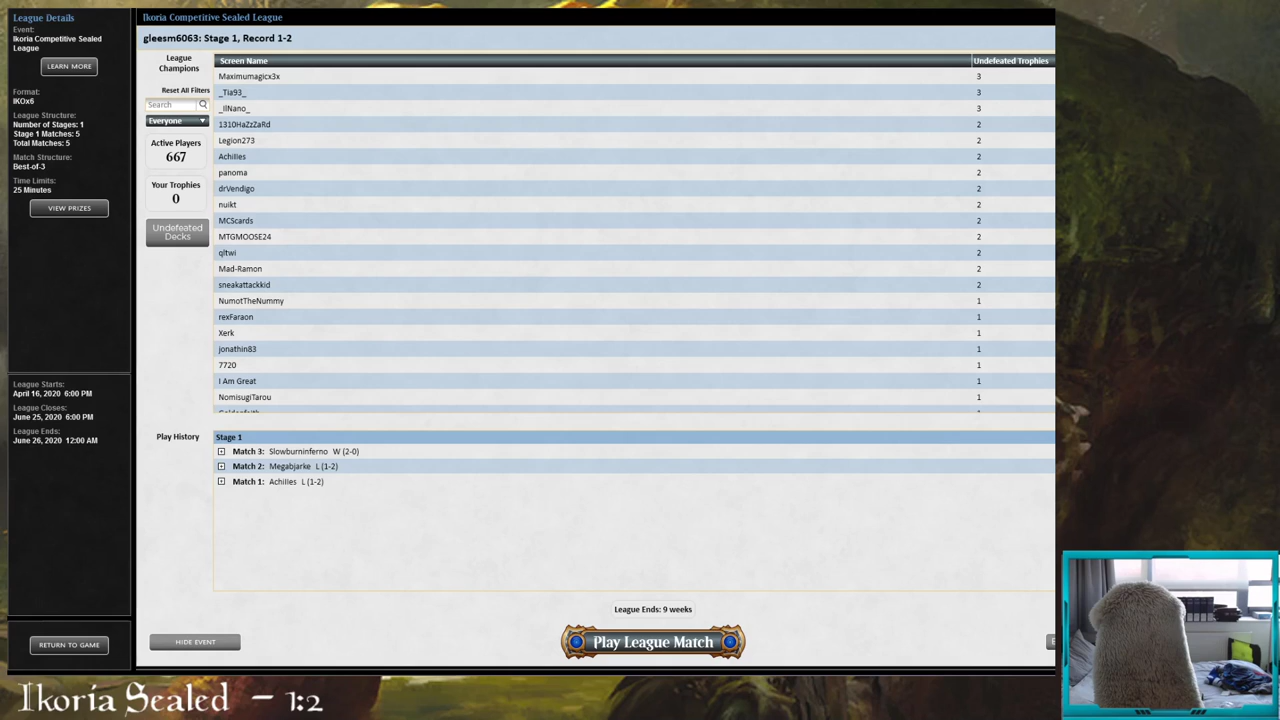 League Details
Event:
Ikoria Competitive Sealed
League
LEARN MORE
Format:
IKOx6
League Structure:
Number of Stages: 1
Stage 1 Matches: 5
Total Matches: 5
Match Structure:
Best-of-3
Time Limits:
25 Minutes
VIEW PRIZES
League Starts:
April 16, 2020 6:00 PM
League Closes:
June 25, 2020 6:00 PM
League Ends:
June 26, 2020 12:00 AM
RETURN TO GAME
Ikoria Competitive Sealed League
gleesm6063: Stage 1, Record 1-2
League
Champions
Reset All Filters
Search
Everyone
Active Players
667
Your Trophies
0
Undefeated
Decks
Screen Name Undefeated Trophies
Maximumagicx3x 3
_Tia93_ 3
_IlNano_ 3
1310HaZzZaRd 2
Legion273 2
Achilles 2
panoma 2
drVendigo 2
nuikt 2
MCScards 2
MTGMOOSE24 2
qltwi 2
Mad-Ramon 2
sneakattackkid 2
NumotTheNummy 1
rexFaraon 1
Xerk 1
jonathin83 1
7720 1
I Am Great 1
NomisugiTarou 1
Play History
Stage 1
Match 3: Slowburninferno W (2-0)
Match 2: Megabjarke L (1-2)
Match 1: Achilles L (1-2)
League Ends: 9 weeks
HIDE EVENT
Play League Match
Ikoria Sealed - 1:2